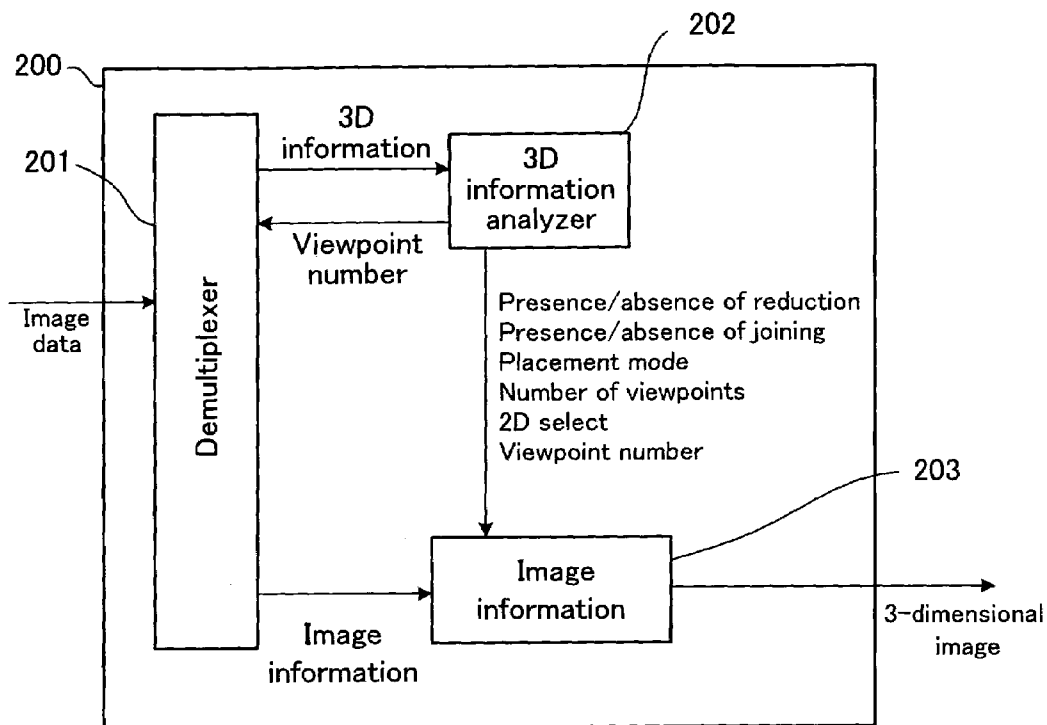 202
200
3D
information
201
3D
information
analyzer
Viewpoint
number
Image
data
Demultiplexer
Presence/absence of reduction
Presence/absence of joining
Placement mode
Number of viewpoints
2D select
Viewpoint number
203
Image
information
Image
information
3-dimensional
image